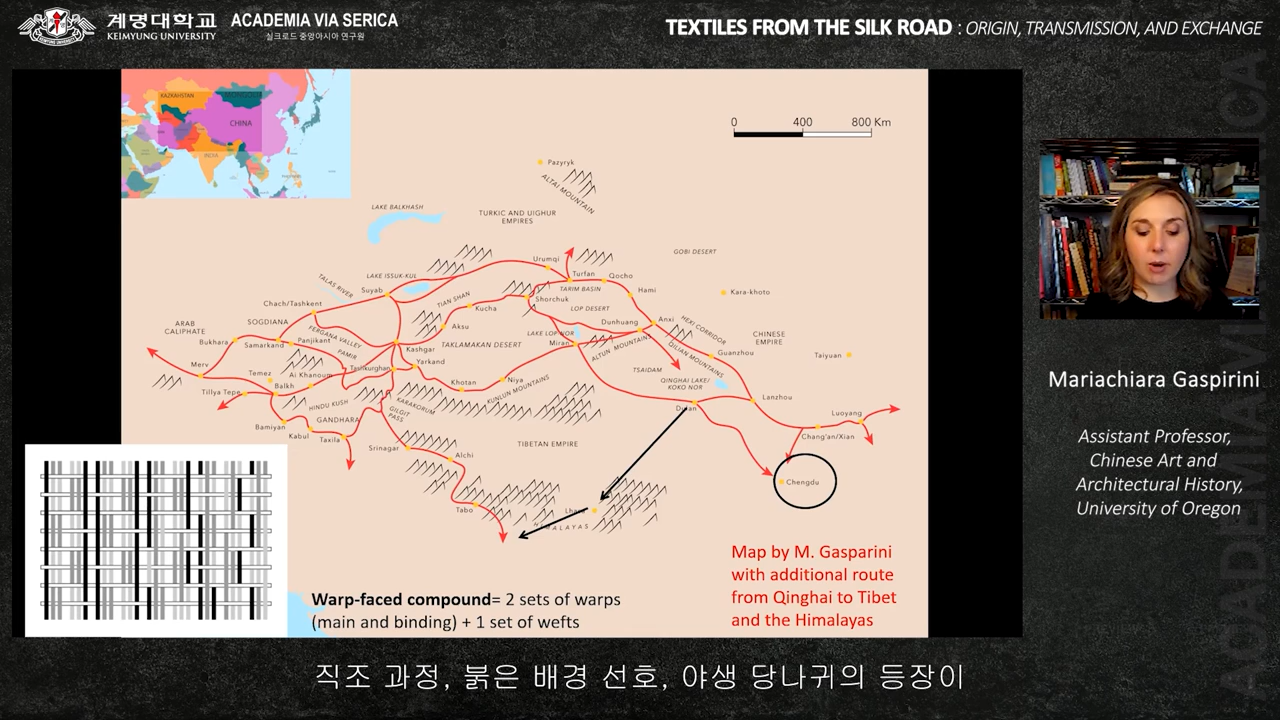 계명대학교
KEIMYUNG UNIVERSITY
ACADEMIA VIA SERICA
실크로드 중앙아시아 연구원
TEXTILES FROM THE SILK ROAD : ORIGIN, TRANSMISSION, AND EXCHANGE
KAZAKHSTAN
CHINA
INDIA
0 400 800 Km
Pazyryk
ALTAI MOUNTAIN
LAKE BALKHASH
TURKIC AND UIGHUR
EMPIRES
GOBI DESERT
Urumqi
Turfan
Qocho
TARIM BASIN
Hami
Kara-khoto
LAKE ISSUK-KUL
Suyab
TALAS RIVER
Chach/Tashkent
TIAN SHAN
Kucha
Shorchuk
LOP DESERT
Aksu
ARAB
CALIPHATE
SOGDIANA
FERGANA VALLEY
Bukhara
Samarkand
Panjikant
PAMIR
Kashgar
TAKLAMAKAN DESERT
LAKE LOP NOR
Miran
Dunhuang
Anxi
HEXI CORRIDOR
ALTUN MOUNTAIN
QILIAN MOUNTAINS
CHINESE
EMPIRE
Guanzhou
Taiyuan
Merv
Temez
Ai Khanoum
Tashkurghan
Yarkand
Khotan
Niya
KUNLUN MOUNTAINS
TSAIDAM
QINGHAI LAKE/
KOKO NOR
Tillya Tepe
Balkh
HINDU KUSH
KARAKORUM
GILGIT
PASS
GANDHARA
Bamiyan
Kabul
Taxila
Srinagar
Alchi
TIBETAN EMPIRE
Dulan
Lanzhou
Luoyang
Chang'an/Xian
Chengdu
Tabo
Lhasa
HIMALAYAS
Map by M. Gasparini
with additional route
from Qinghai to Tibet
and the Himalayas
Warp-faced compound= 2 sets of warps
(main and binding) + 1 set of wefts
Mariachiara Gaspirini
Assistant Professor,
Chinese Art and
Architectural History,
University of Oregon
직조 과정, 붉은 배경 선호, 야생 당나귀의 등장이